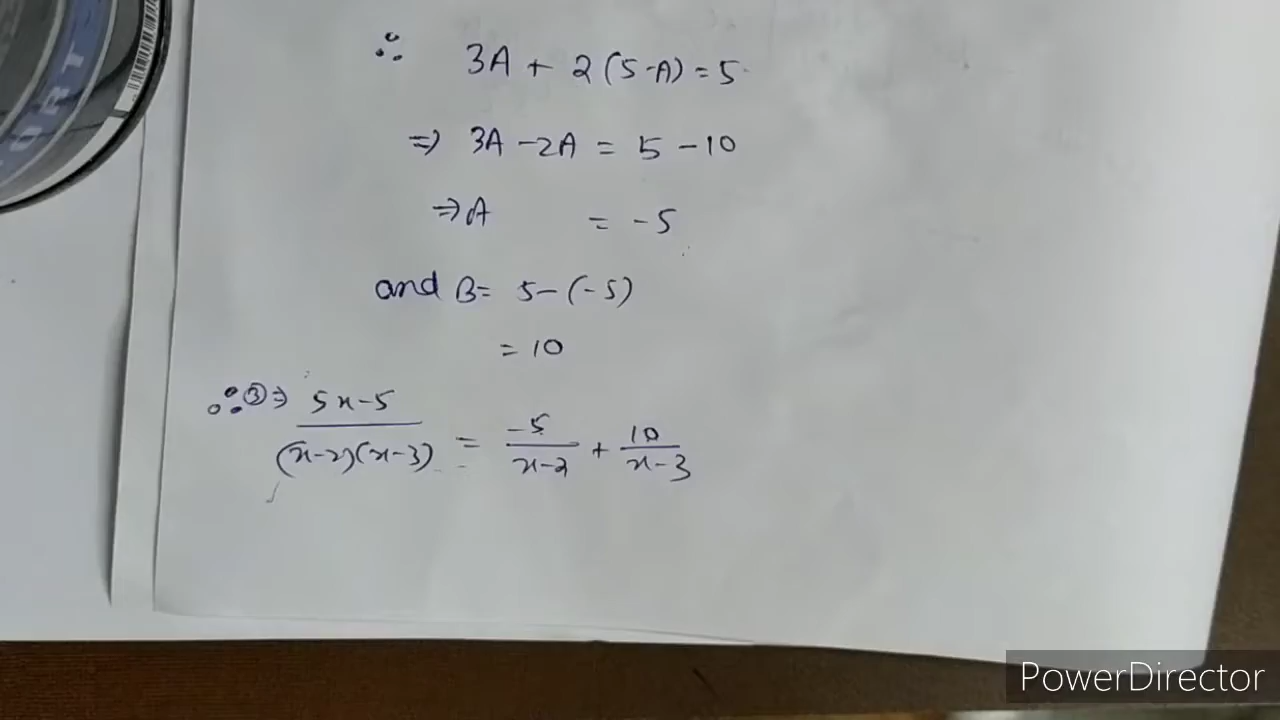 ORT
∴ 3A + 2(5-A) = 5
⇒ 3A - 2A = 5 - 10
⇒ A = -5
and B = 5-(-5)
= 10
∴ ③ ⇒ 5x-5 / (x-2)(x-3) = -5 / x-2 + 10 / x-3
PowerDirector